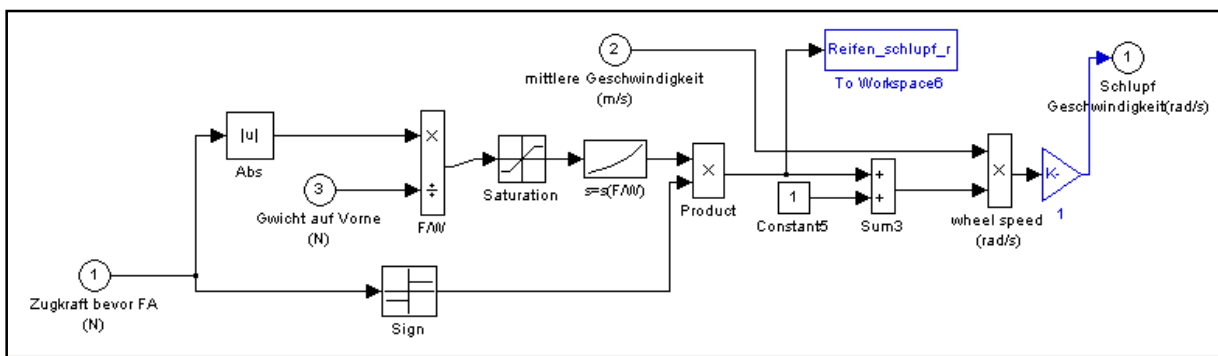 2
mittlere Geschwindigkeit
(m/s)
Reifen_schlupf_r
To Workspace6
1
Schlupf
Geschwindigkeit(rad/s)
|u|
Abs
×
÷
F/W
3
Gwicht auf Vorne
(N)
Saturation
s=s(F/W)
×
Product
1
Constant5
+
+
Sum3
×
wheel speed
(rad/s)
K-
1
1
Zugkraft bevor FA
(N)
Sign